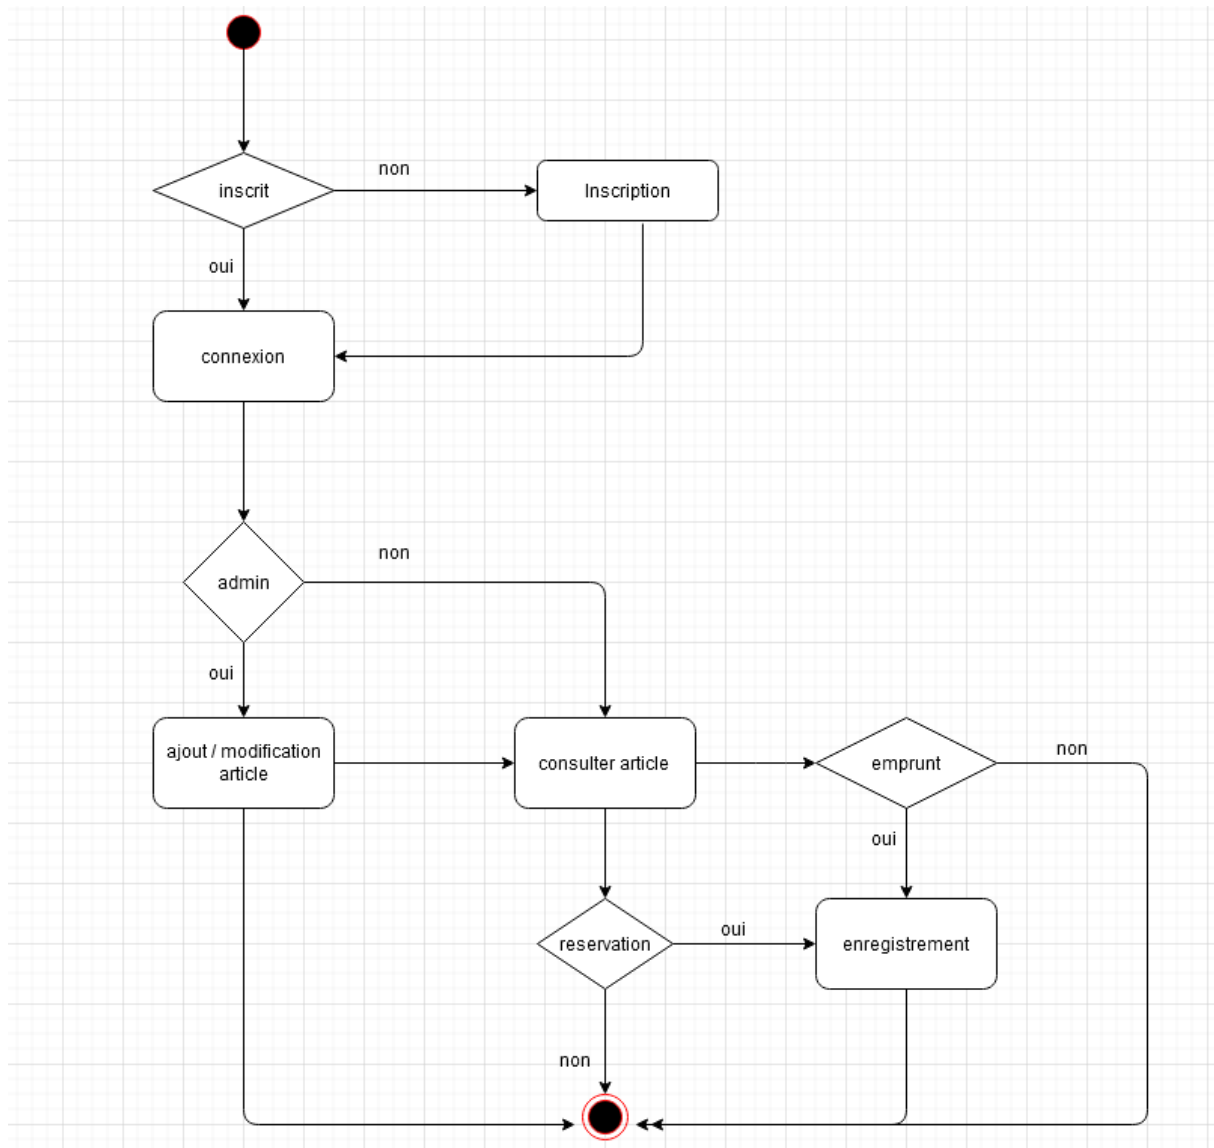 non
inscrit
Inscription
oui
connexion
non
admin
oui
ajout / modification
article
consulter article
emprunt
non
oui
reservation
oui
enregistrement
non